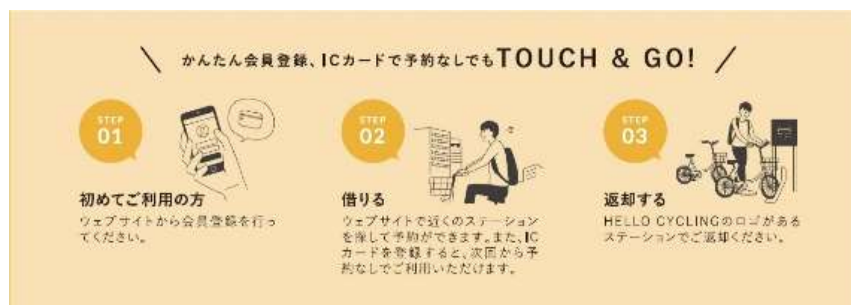 かんたん会員登録、ICカードで予約なしでもTOUCH & GO!
STEP
01
初めてご利用の方
ウェブサイトから会員登録を行っ
てください。
STEP
02
借りる
ウェブサイトで近くのステーション
を探して予約ができます。また、IC
カードを登録すると、次回から予
約なしでご利用いただけます。
STEP
03
返却する
HELLO CYCLINGのロゴがある
ステーションでご返却ください。